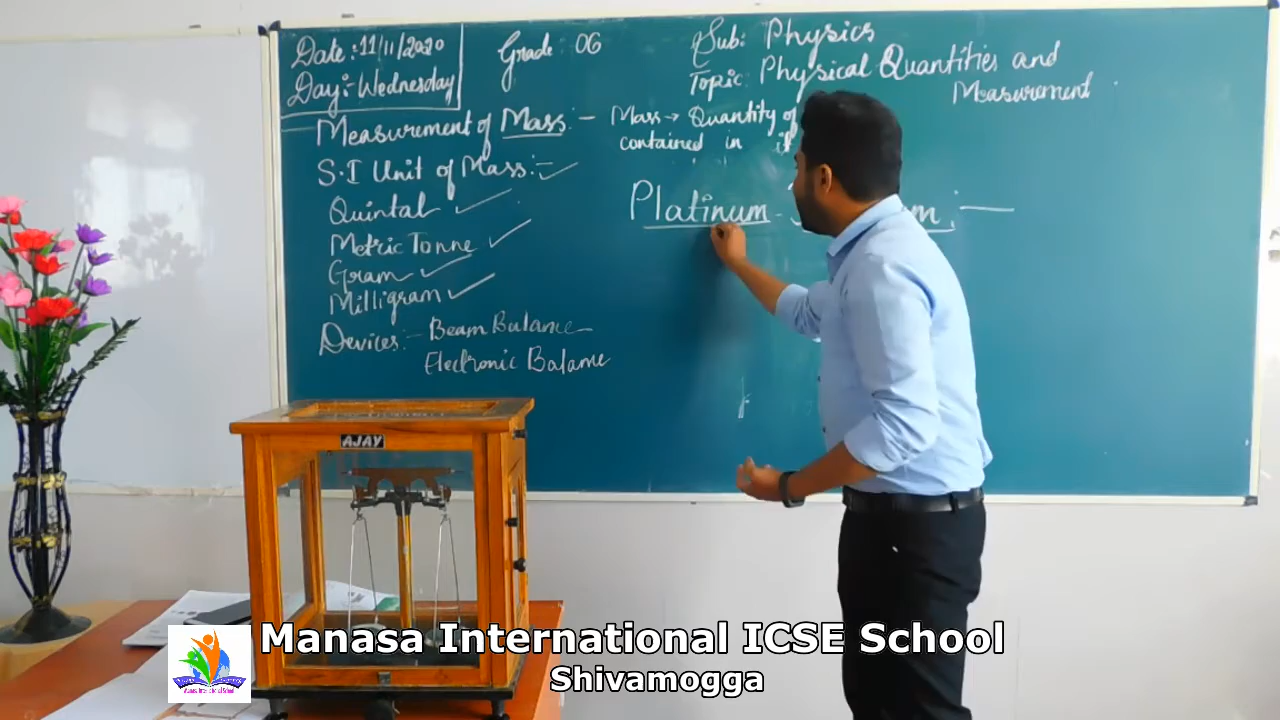 Date: 11/11/2020
Day:- Wednesday
Grade: 06
Sub: Physics
Topic: Physical Quantities and
Measurement
Measurement of Mass:- Mass → Quantity of
contained in
S.I Unit of Mass:-
Quintal
Metric Tonne
Gram
Milligram
Devices:- Beam Balance
Electronic Balance
Platinum -
AJAY
Manasa International ICSE School
Shivamogga